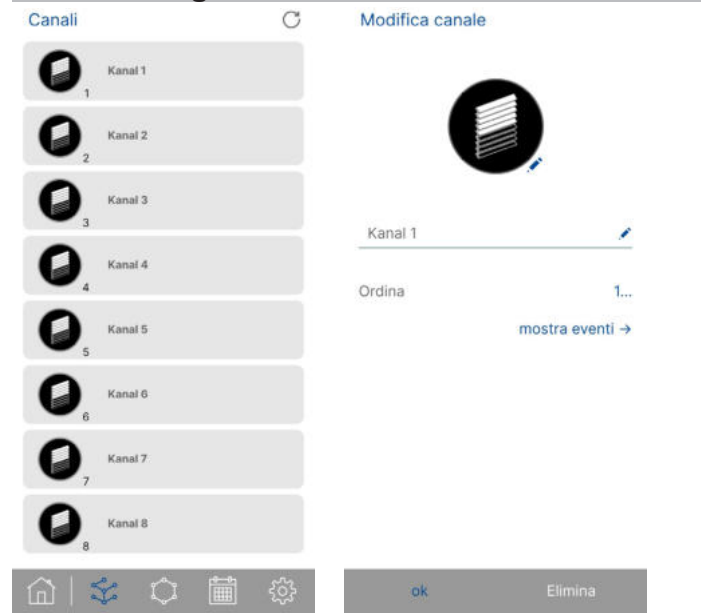 Canali
Kanal 1
1
Kanal 2
2
Kanal 3
3
Kanal 4
4
Kanal 5
5
Kanal 6
6
Kanal 7
7
Kanal 8
8
Modifica canale
Kanal 1
Ordina 1...
mostra eventi →
ok Elimina